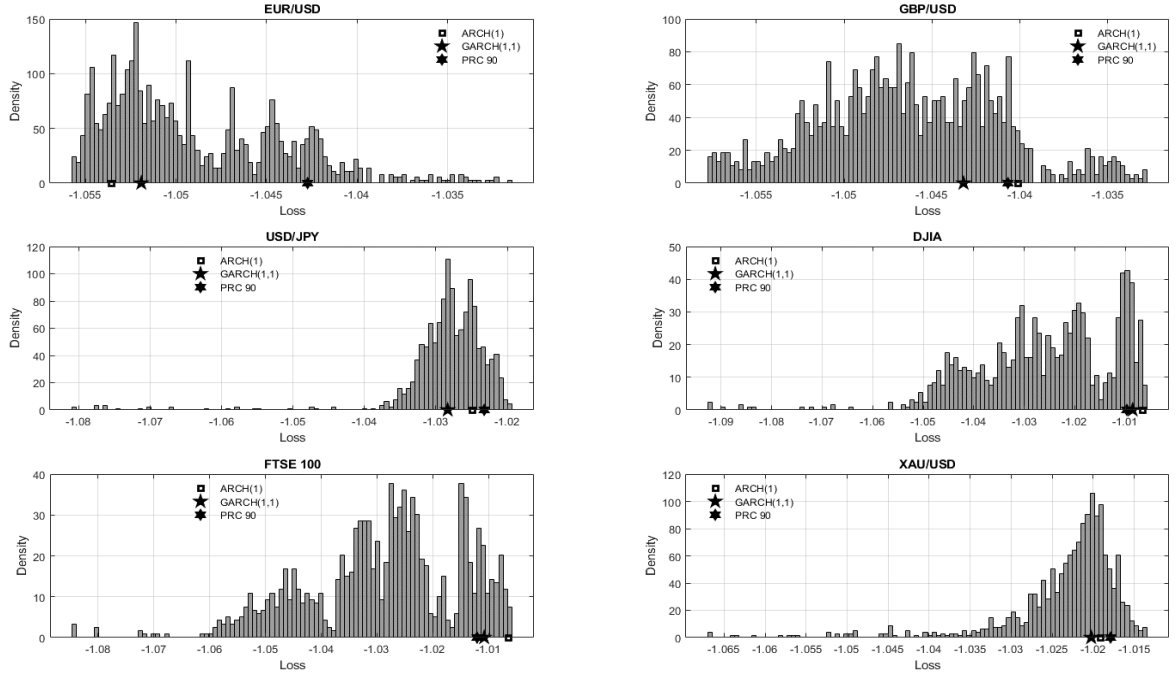 EUR/USD
150
100
50
0
Density
-1.055
-1.05
-1.045
-1.04
-1.035
Loss
ARCH(1)
GARCH(1,1)
PRC 90
GBP/USD
100
80
60
40
20
0
Density
-1.055
-1.05
-1.045
-1.04
-1.035
Loss
ARCH(1)
GARCH(1,1)
PRC 90
USD/JPY
120
100
80
60
40
20
0
Density
-1.08
-1.07
-1.06
-1.05
-1.04
-1.03
-1.02
Loss
ARCH(1)
GARCH(1,1)
PRC 90
DJIA
50
40
30
20
10
0
Density
-1.09
-1.08
-1.07
-1.06
-1.05
-1.04
-1.03
-1.02
-1.01
Loss
ARCH(1)
GARCH(1,1)
PRC 90
FTSE 100
40
30
20
10
0
Density
-1.08
-1.07
-1.06
-1.05
-1.04
-1.03
-1.02
-1.01
Loss
ARCH(1)
GARCH(1,1)
PRC 90
XAU/USD
120
100
80
60
40
20
0
Density
-1.065
-1.06
-1.055
-1.05
-1.045
-1.04
-1.035
-1.03
-1.025
-1.02
-1.015
Loss
ARCH(1)
GARCH(1,1)
PRC 90